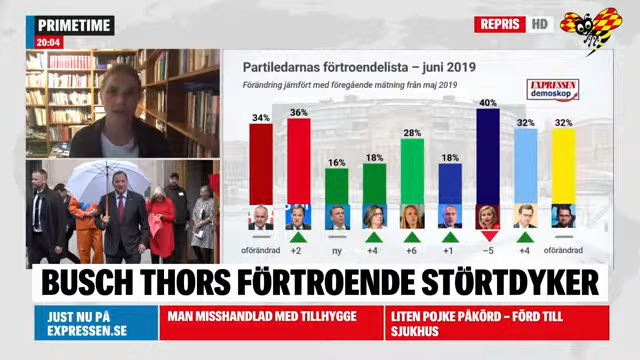 PRIMETIME
20:04
REPRIS HD
Partiledarnas förtroendelista – juni 2019
Förändring jämfört med föregående mätning från maj 2019
EXPRESSEN
demoskop
34%
36%
16%
18%
28%
18%
40%
32%
32%
oförändrad
+2
ny
+4
+6
+1
–5
+4
oförändrad
BUSCH THORS FÖRTROENDE STÖRTDYKER
JUST NU PÅ
EXPRESSEN.SE
MAN MISSHANDLAD MED TILLHYGGE
LITEN POJKE PÅKÖRD – FÖRD TILL
SJUKHUS